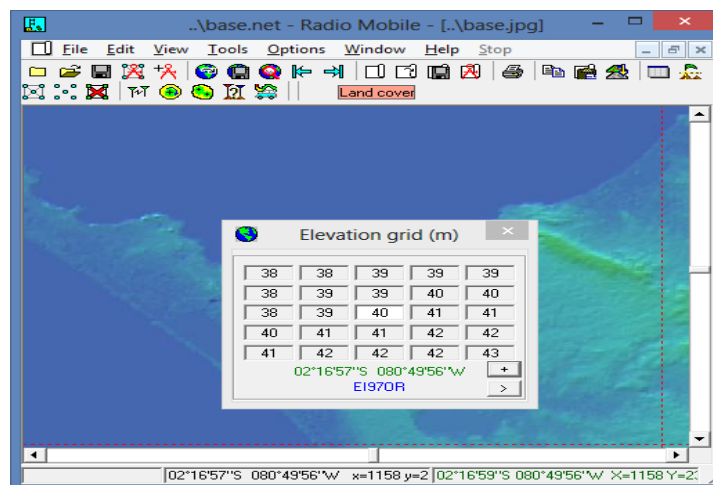 ..\base.net - Radio Mobile - [..\base.jpg]
File Edit View Tools Options Window Help Stop
Land cover
Elevation grid (m)
38 38 39 39 39
38 39 39 40 40
38 39 40 41 41
40 41 41 42 42
41 42 42 42 43
02°16'57''S 080°49'56''W +
EI97OR >
02°16'57''S 080°49'56''W x=1158 y=2 02°16'59''S 080°49'56''W X=1158 Y=23